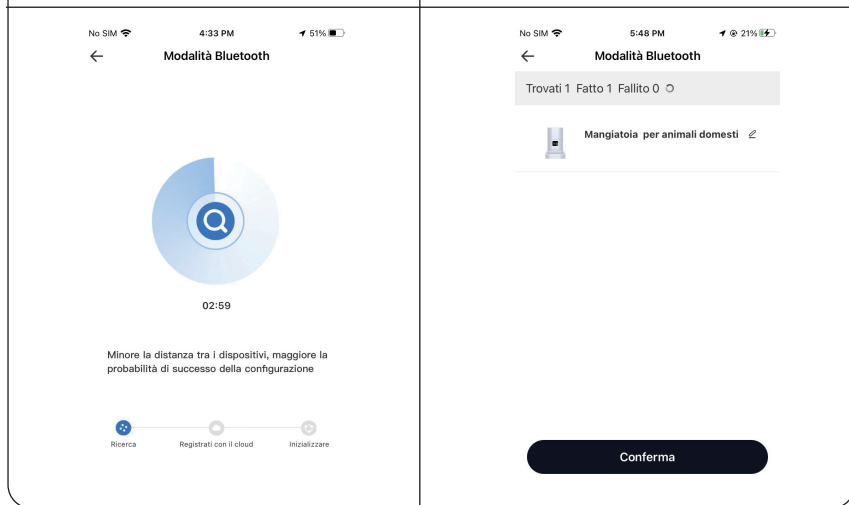 No SIM 4:33 PM 51%
Modalità Bluetooth
02:59
Minore la distanza tra i dispositivi, maggiore la
probabilità di successo della configurazione
Ricerca Registrati con il cloud Inizializzare
No SIM 5:48 PM 21%
Modalità Bluetooth
Trovati 1 Fatto 1 Fallito 0
Mangiatoia per animali domesti
Conferma